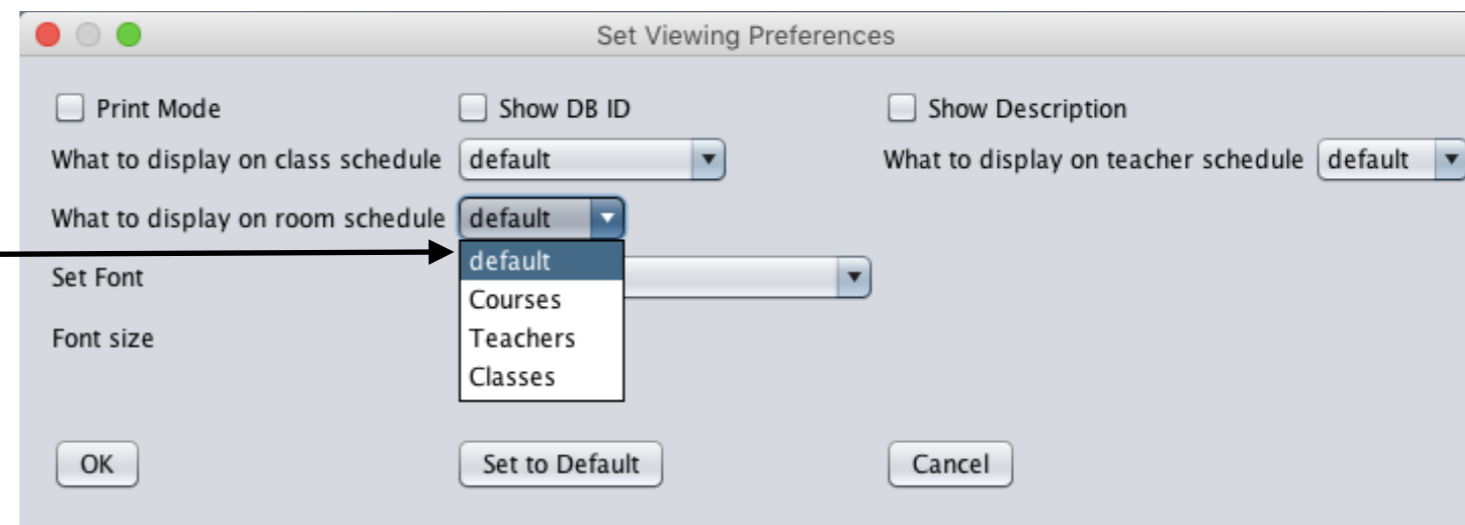 Set Viewing Preferences
Print Mode Show DB ID Show Description
What to display on class schedule default What to display on teacher schedule default
What to display on room schedule default
default
Set Font
Courses
Font size Teachers
Classes
OK Set to Default Cancel